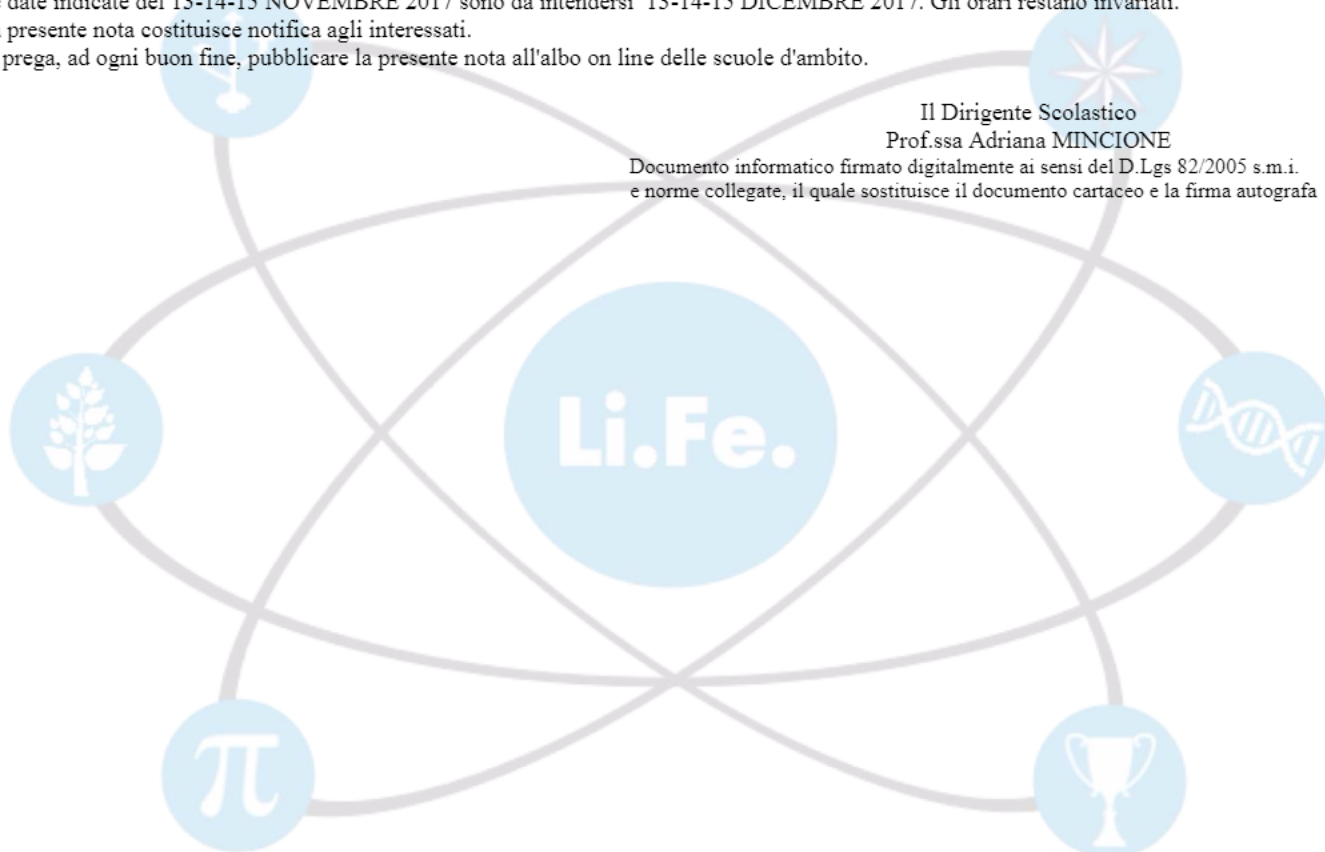 date indicate del 13-14-15 NOVEMBRE 2017 sono da intendersi 13-14-15 DICEMBRE 2017. Gli orari restano invariati.
presente nota costituisce notifica agli interessati.
prega, ad ogni buon fine, pubblicare la presente nota all'albo on line delle scuole d'ambito.
Il Dirigente Scolastico
Prof.ssa Adriana MINCIONE
Documento informatico firmato digitalmente ai sensi del D.Lgs 82/2005 s.m.i.
e norme collegate, il quale sostituisce il documento cartaceo e la firma autografa
Li.Fe.
π